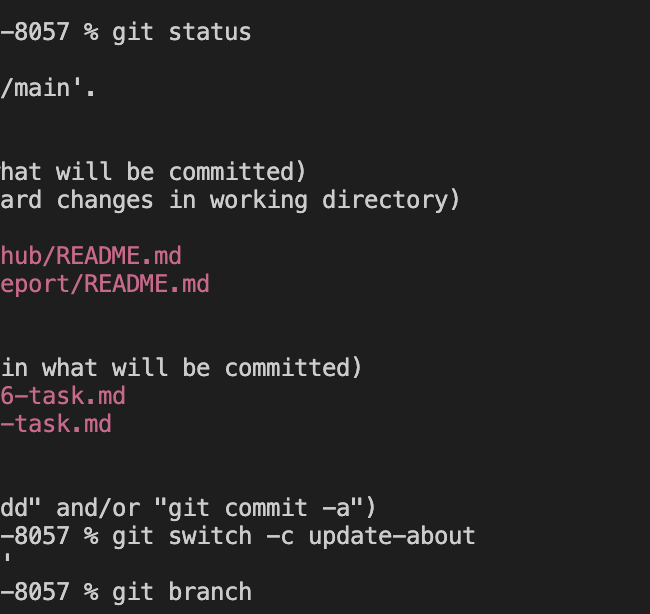 -8057 % git status
/main'.
hat will be committed)
ard changes in working directory)
hub/README.md
eport/README.md
in what will be committed)
6-task.md
-task.md
dd" and/or "git commit -a")
-8057 % git switch -c update-about
'
-8057 % git branch